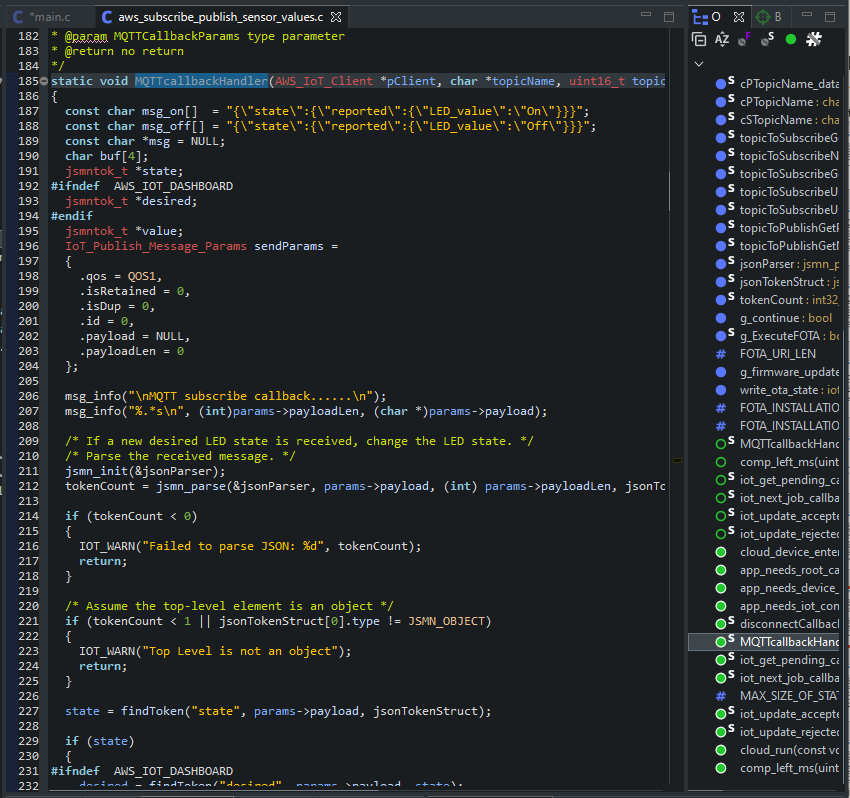 *main.c
aws_subscribe_publish_sensor_values.c
O
B
182 * @param MQTTCallbackParams type parameter
183 * @return no return
184 */
185 static void MQTTcallbackHandler(AWS_IoT_Client *pClient, char *topicName, uint16_t topic
186 {
187 const char msg_on[]  = "{\"state\":{\"reported\":{\"LED_value\":\"On\"}}}";
188 const char msg_off[] = "{\"state\":{\"reported\":{\"LED_value\":\"Off\"}}}";
189 const char *msg = NULL;
190 char buf[4];
191 jsmntok_t *state;
192 #ifndef  AWS_IOT_DASHBOARD
193 jsmntok_t *desired;
194 #endif
195 jsmntok_t *value;
196 IoT_Publish_Message_Params sendParams =
197 {
198 .qos = QOS1,
199 .isRetained = 0,
200 .isDup = 0,
201 .id = 0,
202 .payload = NULL,
203 .payloadLen = 0
204 };
205
206 msg_info("\nMQTT subscribe callback......\n");
207 msg_info("%.*s\n", (int)params->payloadLen, (char *)params->payload);
208
209 /* If a new desired LED state is received, change the LED state. */
210 /* Parse the received message. */
211 jsmn_init(&jsonParser);
212 tokenCount = jsmn_parse(&jsonParser, params->payload, (int) params->payloadLen, jsonTo
213
214 if (tokenCount < 0)
215 {
216 IOT_WARN("Failed to parse JSON: %d", tokenCount);
217 return;
218 }
219
220 /* Assume the top-level element is an object */
221 if (tokenCount < 1 || jsonTokenStruct[0].type != JSMN_OBJECT)
222 {
223 IOT_WARN("Top Level is not an object");
224 return;
225 }
226
227 state = findToken("state", params->payload, jsonTokenStruct);
228
229 if (state)
230 {
231 #ifndef  AWS_IOT_DASHBOARD
232 desired = findToken("desired", params->payload, state);
AZ
F
S
S cPTopicName_data
S cPTopicName : cha
S cSTopicName : cha
S topicToSubscribeG
S topicToSubscribeN
S topicToSubscribeG
S topicToSubscribeU
S topicToSubscribeU
S topicToPublishGetP
S topicToPublishGetN
S jsonParser : jsmn_p
S jsonTokenStruct : js
S tokenCount : int32_
g_continue : bool
S g_ExecuteFOTA : bo
# FOTA_URI_LEN
g_firmware_update
write_ota_state : iot
# FOTA_INSTALLATIO
# FOTA_INSTALLATIO
S MQTTcallbackHand
comp_left_ms(uint
S iot_get_pending_ca
S iot_next_job_callba
S iot_update_accepte
S iot_update_rejected
cloud_device_enter
app_needs_root_ca
app_needs_device_
app_needs_iot_con
S disconnectCallback
S MQTTcallbackHand
S iot_get_pending_ca
S iot_next_job_callba
# MAX_SIZE_OF_STAT
S iot_update_accepte
S iot_update_rejected
cloud_run(const vo
comp_left_ms(uint